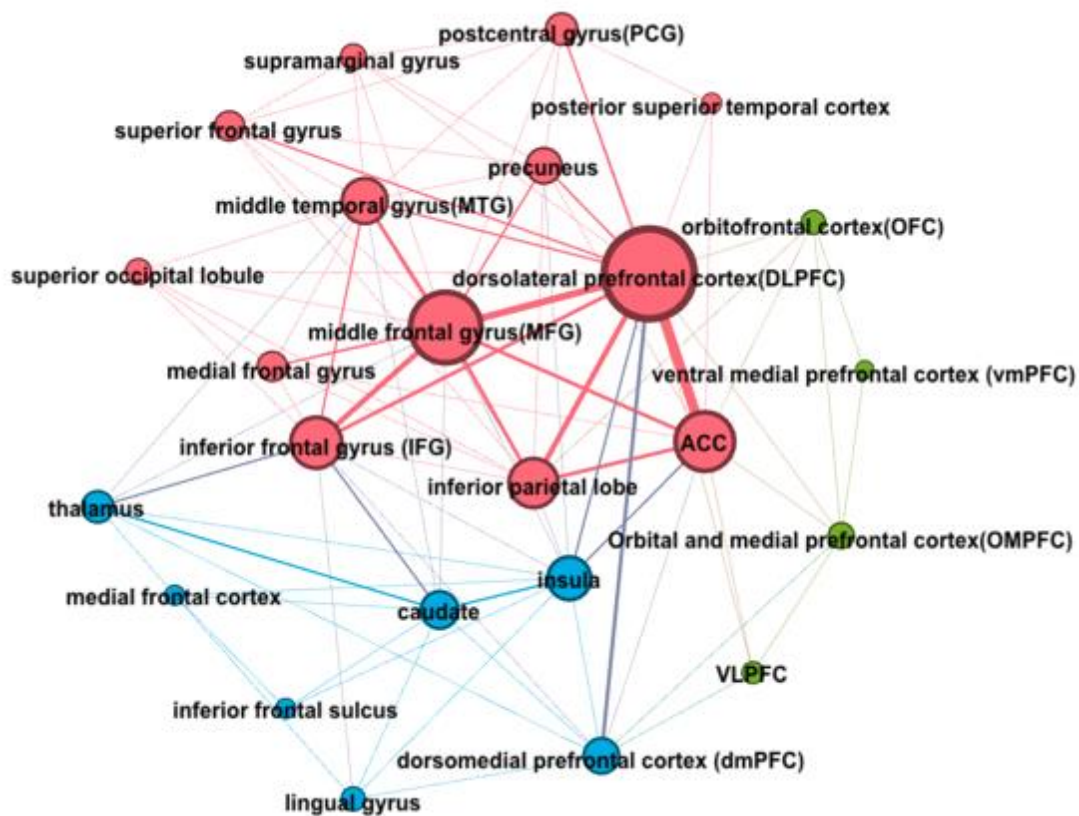 postcentral gyrus(PCG)
supramarginal gyrus
posterior superior temporal cortex
superior frontal gyrus
precuneus
middle temporal gyrus(MTG)
orbitofrontal cortex(OFC)
superior occipital lobule
dorsolateral prefrontal cortex(DLPFC)
middle frontal gyrus(MFG)
medial frontal gyrus
ventral medial prefrontal cortex (vmPFC)
inferior frontal gyrus (IFG)
ACC
inferior parietal lobe
thalamus
Orbital and medial prefrontal cortex(OMPFC)
insula
medial frontal cortex
caudate
VLPFC
inferior frontal sulcus
dorsomedial prefrontal cortex (dmPFC)
lingual gyrus